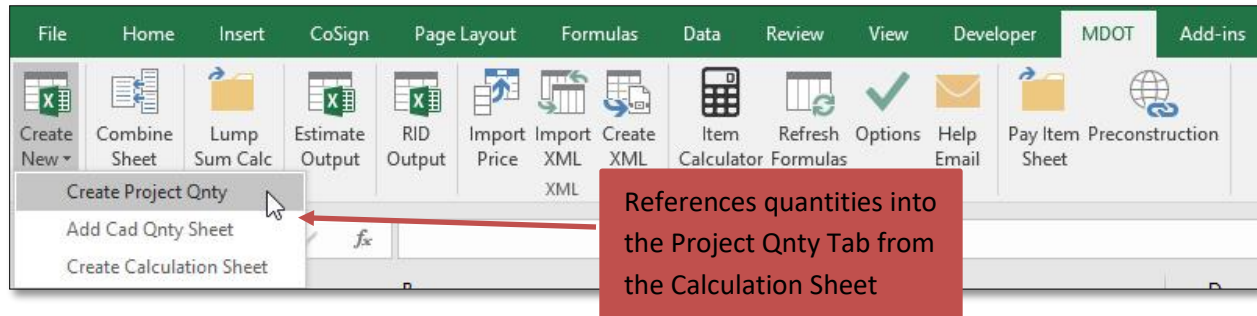 File Home Insert CoSign Page Layout Formulas Data Review View Developer MDOT Add-ins
Create Combine Lump Estimate RID Import Import Create Item Refresh Options Help Pay Item Preconstruction
New Sheet Sum Calc Output Output Price XML XML Calculator Formulas Email Sheet
XML
Create Project Qnty
Add Cad Qnty Sheet
Create Calculation Sheet
fx
References quantities into
the Project Qnty Tab from
the Calculation Sheet